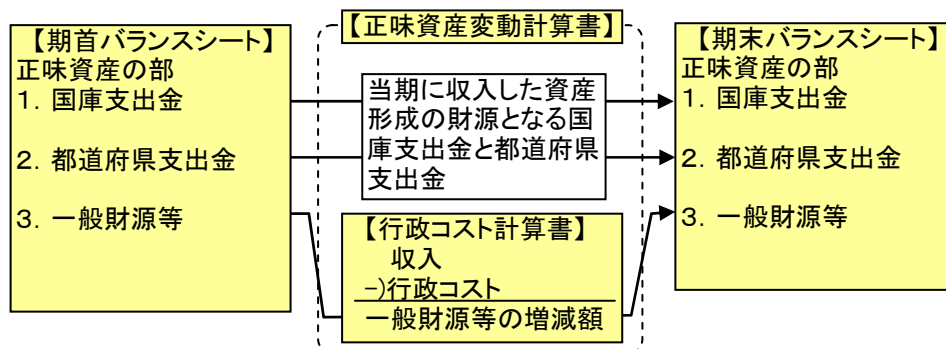 【期首バランスシート】
正味資産の部
1. 国庫支出金
2. 都道府県支出金
3. 一般財源等
【正味資産変動計算書】
当期に収入した資産
形成の財源となる国
庫支出金と都道府県
支出金
【行政コスト計算書】
収入
-)行政コスト
一般財源等の増減額
【期末バランスシート】
正味資産の部
1. 国庫支出金
2. 都道府県支出金
3. 一般財源等